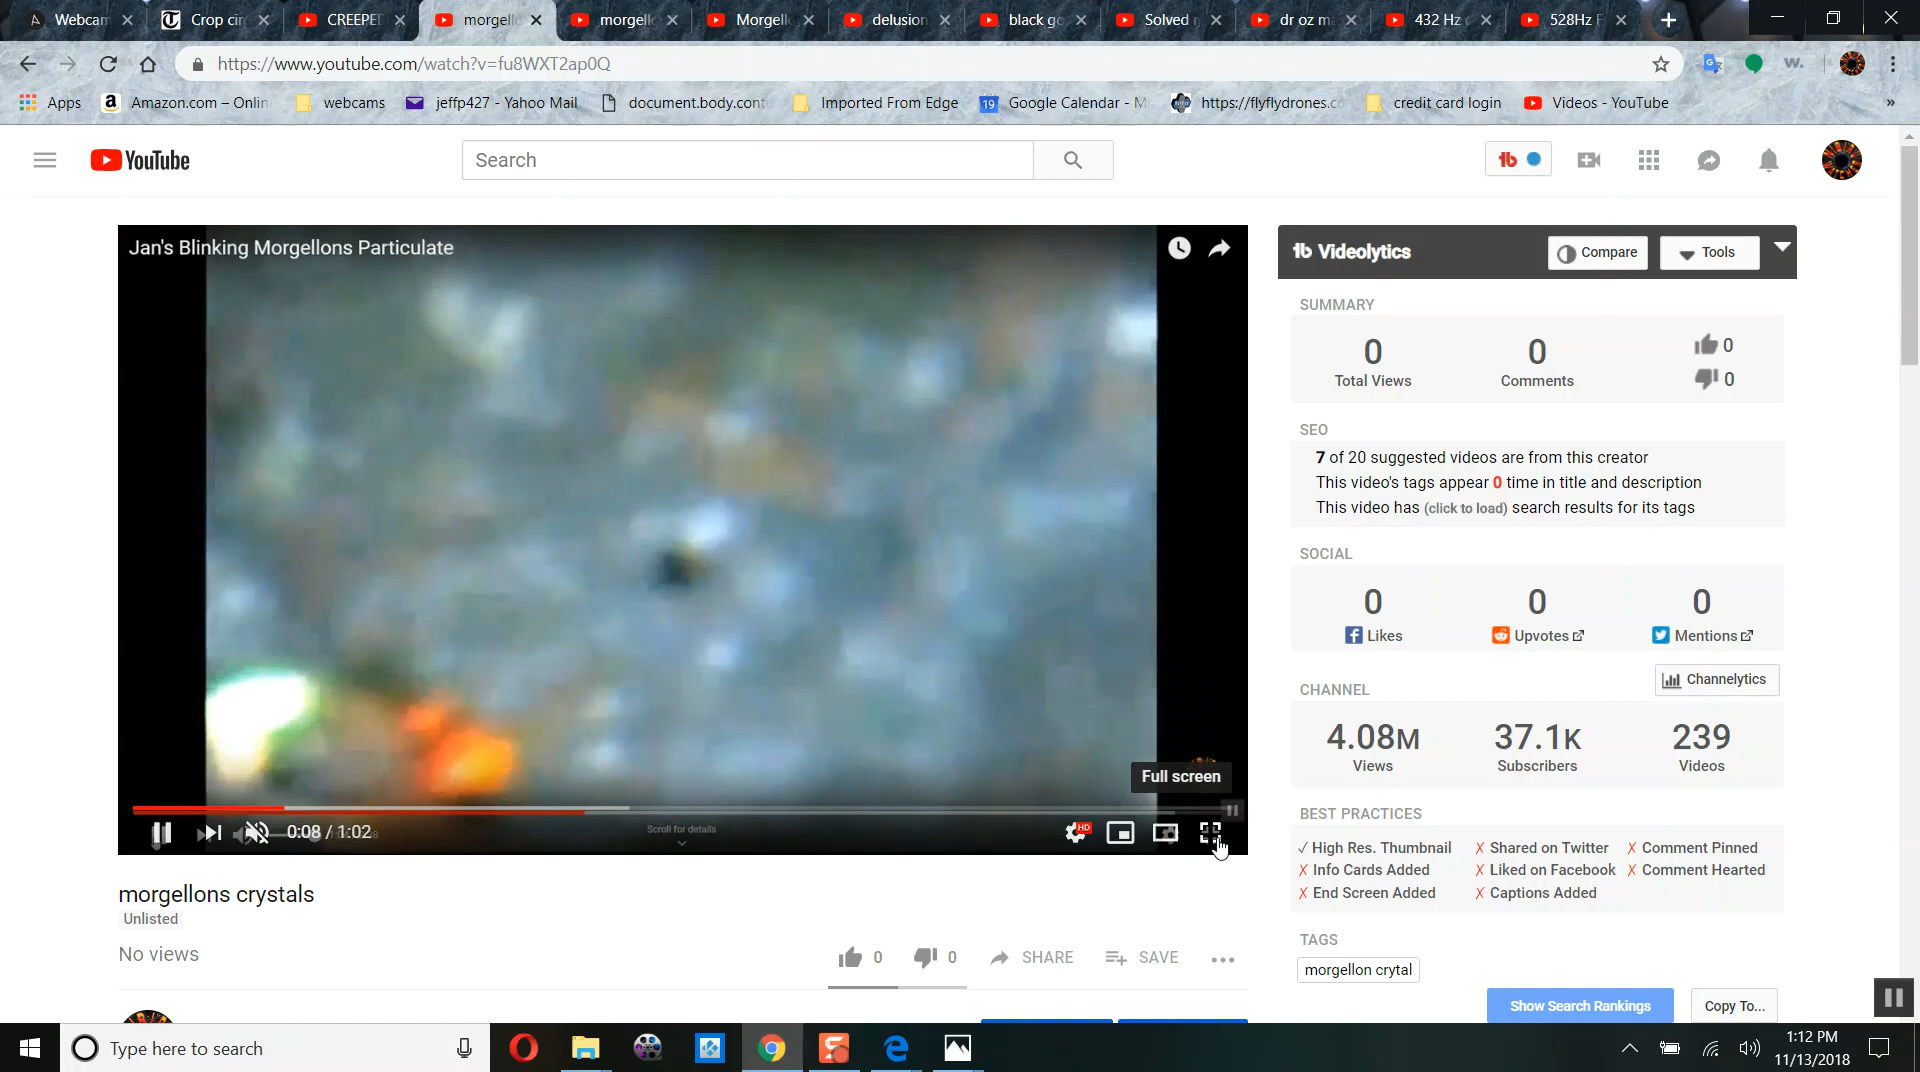 Webcam
Crop cir
CREEPE
morgello
morgello
Morgello
delusion
black go
Solved
dr oz m
432 Hz
528Hz F
https://www.youtube.com/watch?v=fu8WXT2ap0Q
Apps
Amazon.com – Onlin
webcams
jeffp427 - Yahoo Mail
document.body.cont
Imported From Edge
19
Google Calendar - M
https://flyflydrones.c
credit card login
Videos - YouTube
»
YouTube
Search
tb
Jan's Blinking Morgellons Particulate
Full screen
0:08 / 1:02
HD
Scroll for details
morgellons crystals
Unlisted
No views
0
0
SHARE
SAVE
tb Videolytics
Compare
Tools
SUMMARY
0
Total Views
0
Comments
0
0
SEO
7 of 20 suggested videos are from this creator
This video's tags appear 0 time in title and description
This video has (click to load) search results for its tags
SOCIAL
0
Likes
0
Upvotes
0
Mentions
CHANNEL
Channelytics
4.08M
Views
37.1K
Subscribers
239
Videos
BEST PRACTICES
✓ High Res. Thumbnail
✗ Shared on Twitter
✗ Comment Pinned
✗ Info Cards Added
✗ Liked on Facebook
✗ Comment Hearted
✗ End Screen Added
✗ Captions Added
TAGS
morgellon crytal
Show Search Rankings
Copy To...
Type here to search
1:12 PM
11/13/2018